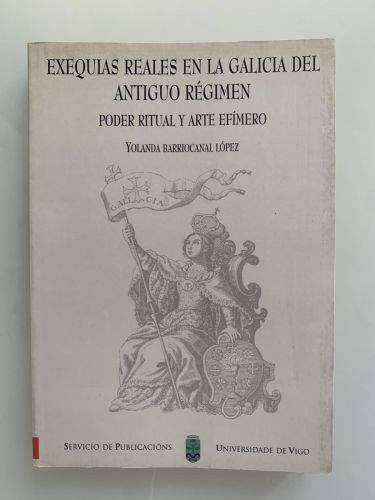 EXEQUIAS REALES EN LA GALICIA DEL
ANTIGUO RÉGIMEN
PODER RITUAL Y ARTE EFÍMERO
YOLANDA BARRIOCANAL LÓPEZ
GALLÆCIA
SERVICIO DE PUBLICACIÓNS
UNIVERSIDADE DE VIGO